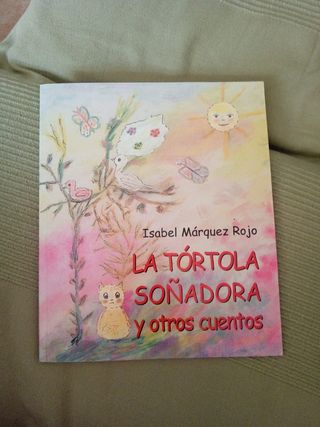 Isabel Márquez Rojo
LA TÓRTOLA
SOÑADORA
y otros cuentos